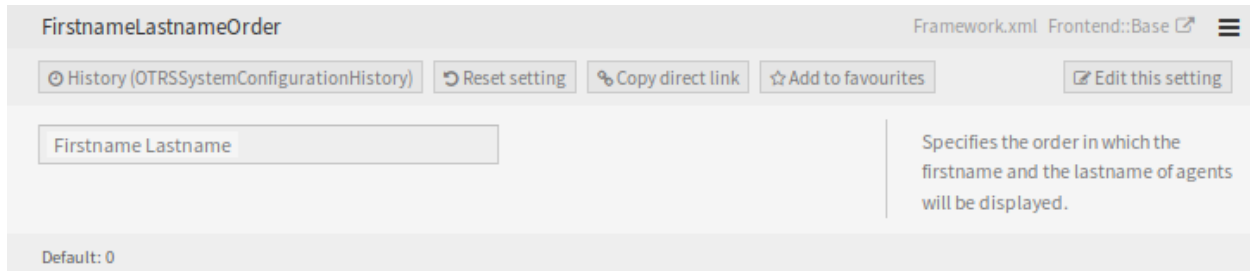 FirstnameLastnameOrder Framework.xml Frontend::Base
History (OTRSSystemConfigurationHistory) Reset setting Copy direct link Add to favourites Edit this setting
Firstname Lastname
Specifies the order in which the
firstname and the lastname of agents
will be displayed.
Default: 0